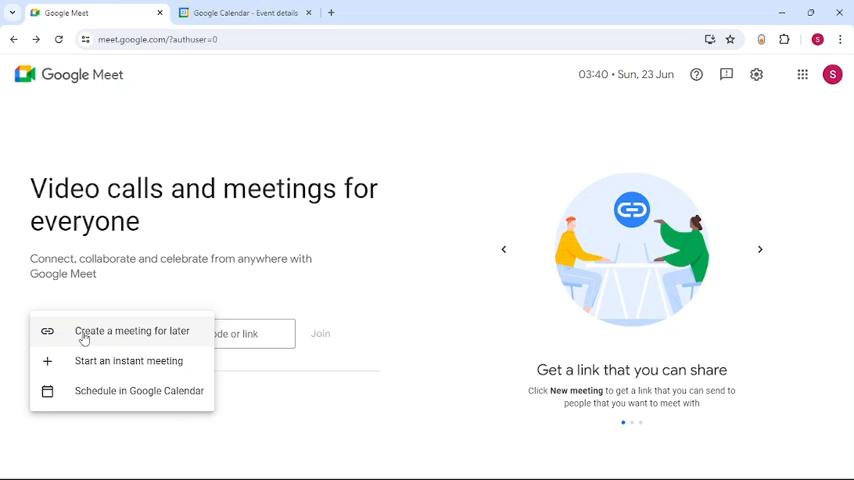 Google Meet
Google Calendar - Event details
meet.google.com/?authuser=0
S
Google Meet
03:40 • Sun, 23 Jun
S
Video calls and meetings for
everyone
Connect, collaborate and celebrate from anywhere with
Google Meet
Create a meeting for later
ode or link
Join
Start an instant meeting
Schedule in Google Calendar
Get a link that you can share
Click New meeting to get a link that you can send to
people that you want to meet with